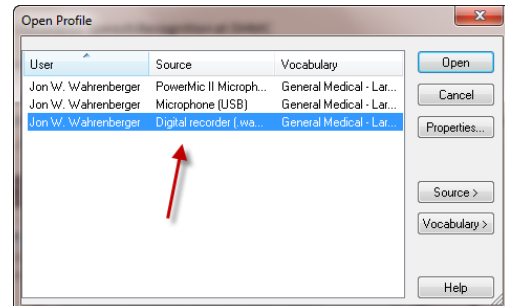 Open Profile
User Source Vocabulary
Jon W. Wahrenberger PowerMic II Microph... General Medical - Lar...
Jon W. Wahrenberger Microphone (USB) General Medical - Lar...
Jon W. Wahrenberger Digital recorder (.wa... General Medical - Lar...
Open
Cancel
Properties...
Source >
Vocabulary >
Help